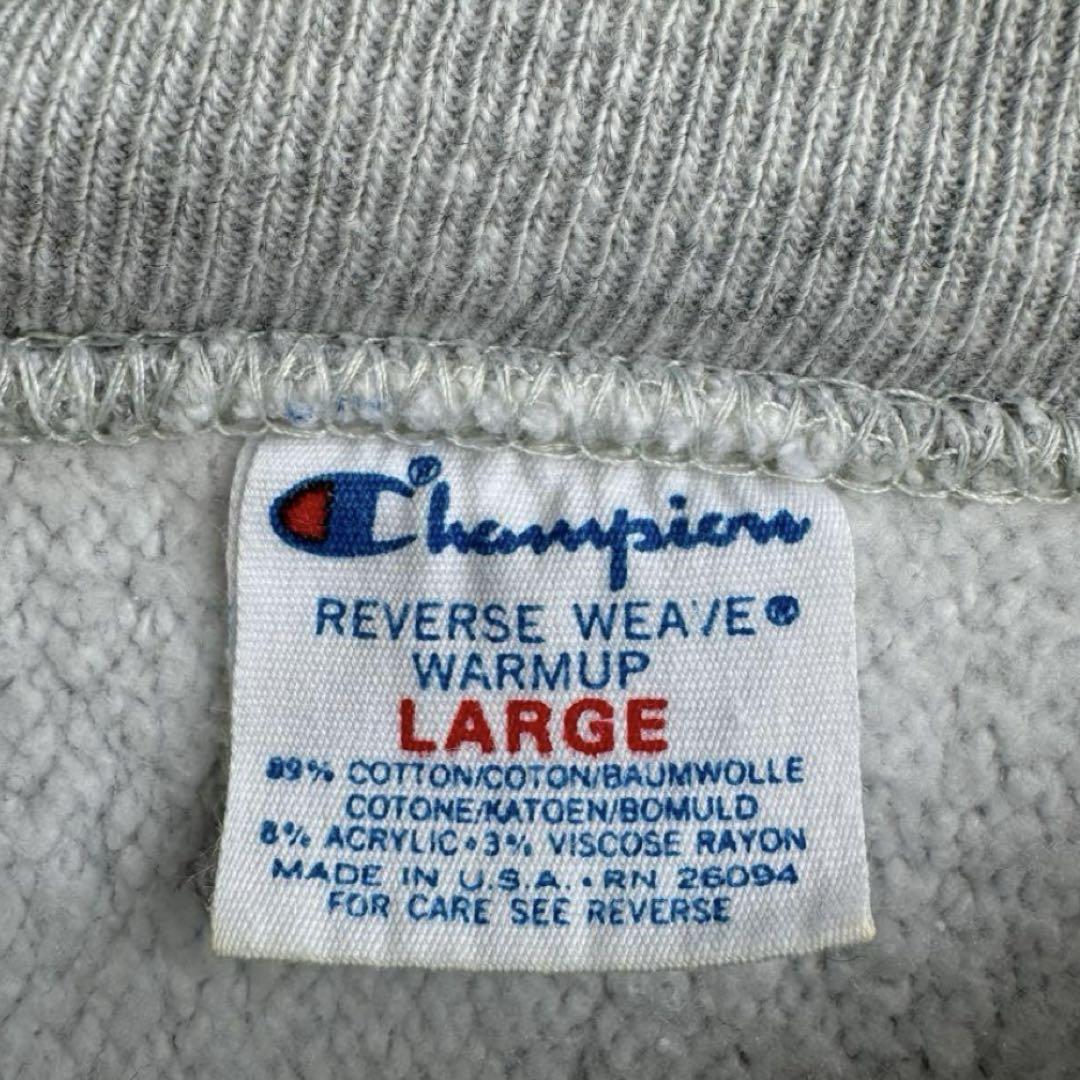 Champion®
REVERSE WEAVE®
WARMUP
LARGE
89% COTTON/COTON/BAUMWOLLE
COTONE/KATOEN/BOMULD
8% ACRYLIC•3% VISCOSE RAYON
MADE IN U.S.A. • RN 26094
FOR CARE SEE REVERSE